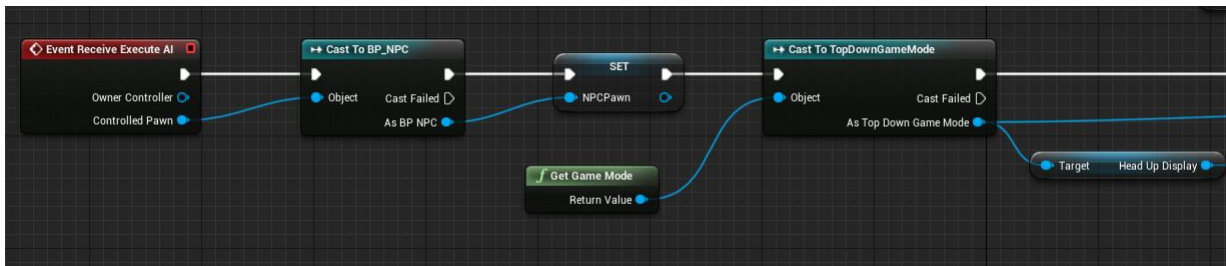 Event Receive Execute AI
Owner Controller
Controlled Pawn
Cast To BP_NPC
Object
Cast Failed
As BP NPC
SET
NPCPawn
f Get Game Mode
Return Value
Cast To TopDownGameMode
Object
Cast Failed
As Top Down Game Mode
Target
Head Up Display